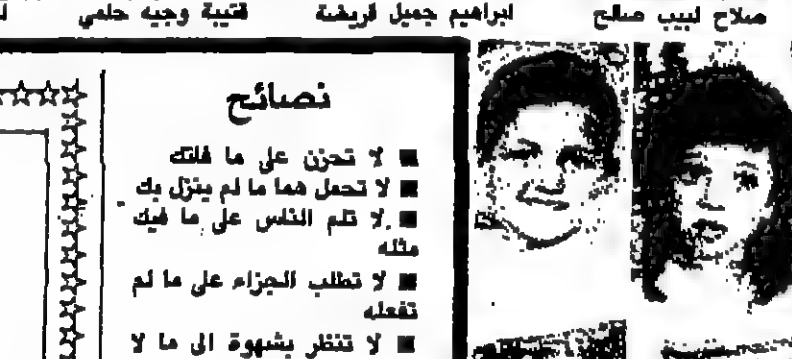 صلاح لبيب صالح
ابراهيم جميل قريضة
قتيبة وجيه حلمي
نصائح
■ لا تحزن على ما فاتك
■ لا تحمل هما ما لم ينزل بك
■ لا تلم الناس على ما فيك
مثله
■ لا تطلب الجزاء على ما لم
تفعله
■ لا تنظر بشهوة الى ما لا